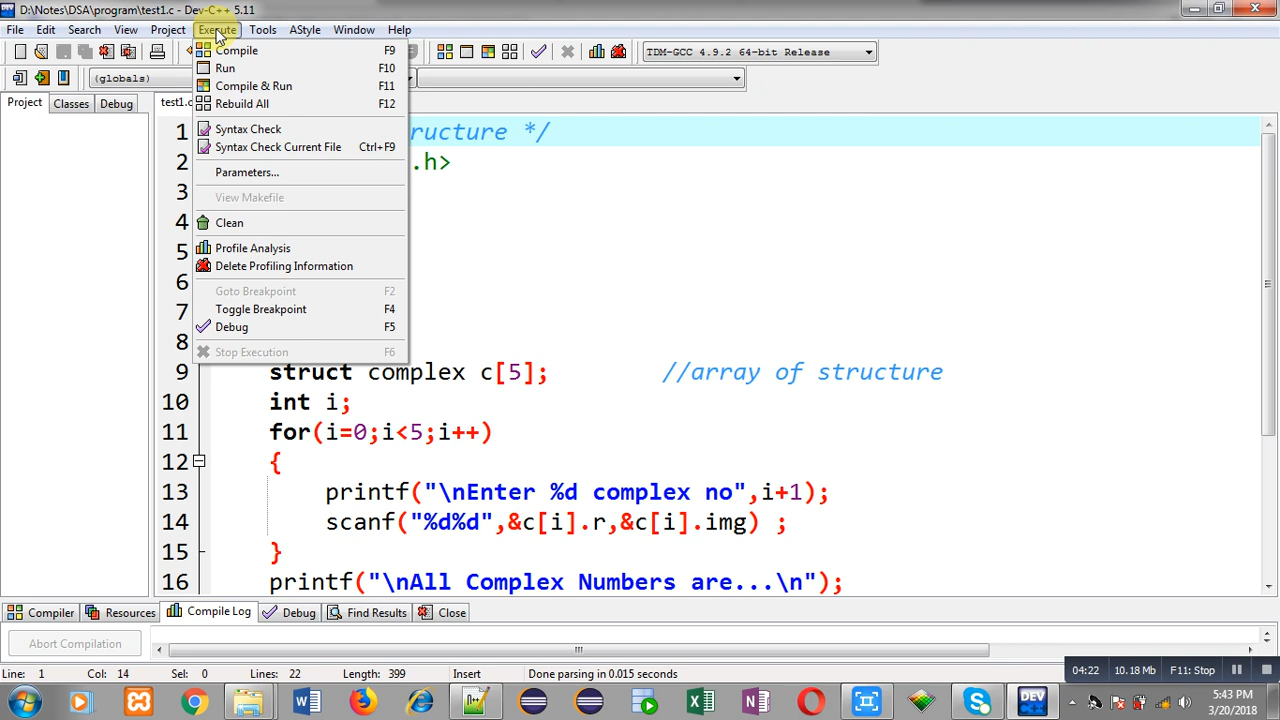 D:\Notes\DSA\program\test1.c - Dev-C++ 5.11
File Edit Search View Project Execute Tools AStyle Window Help
Compile F9
Run F10
Compile & Run F11
Rebuild All F12
Syntax Check
Syntax Check Current File Ctrl+F9
Parameters...
View Makefile
Clean
Profile Analysis
Delete Profiling Information
Goto Breakpoint F2
Toggle Breakpoint F4
Debug F5
Stop Execution F6
TDM-GCC 4.9.2 64-bit Release
(globals)
Project Classes Debug
test1.c
1 ructure */
2 .h>
3
4
5
6
7
8
9 struct complex c[5]; //array of structure
10 int i;
11 for(i=0;i<5;i++)
12 {
13 printf("\nEnter %d complex no",i+1);
14 scanf("%d%d",&c[i].r,&c[i].img) ;
15 }
16 printf("\nAll Complex Numbers are...\n");
Compiler Resources Compile Log Debug Find Results Close
Abort Compilation
Line: 1 Col: 14 Sel: 0 Lines: 22 Length: 399 Insert Done parsing in 0.015 seconds
04:22 10.18 Mb F11: Stop
DEV
5:43 PM
3/20/2018